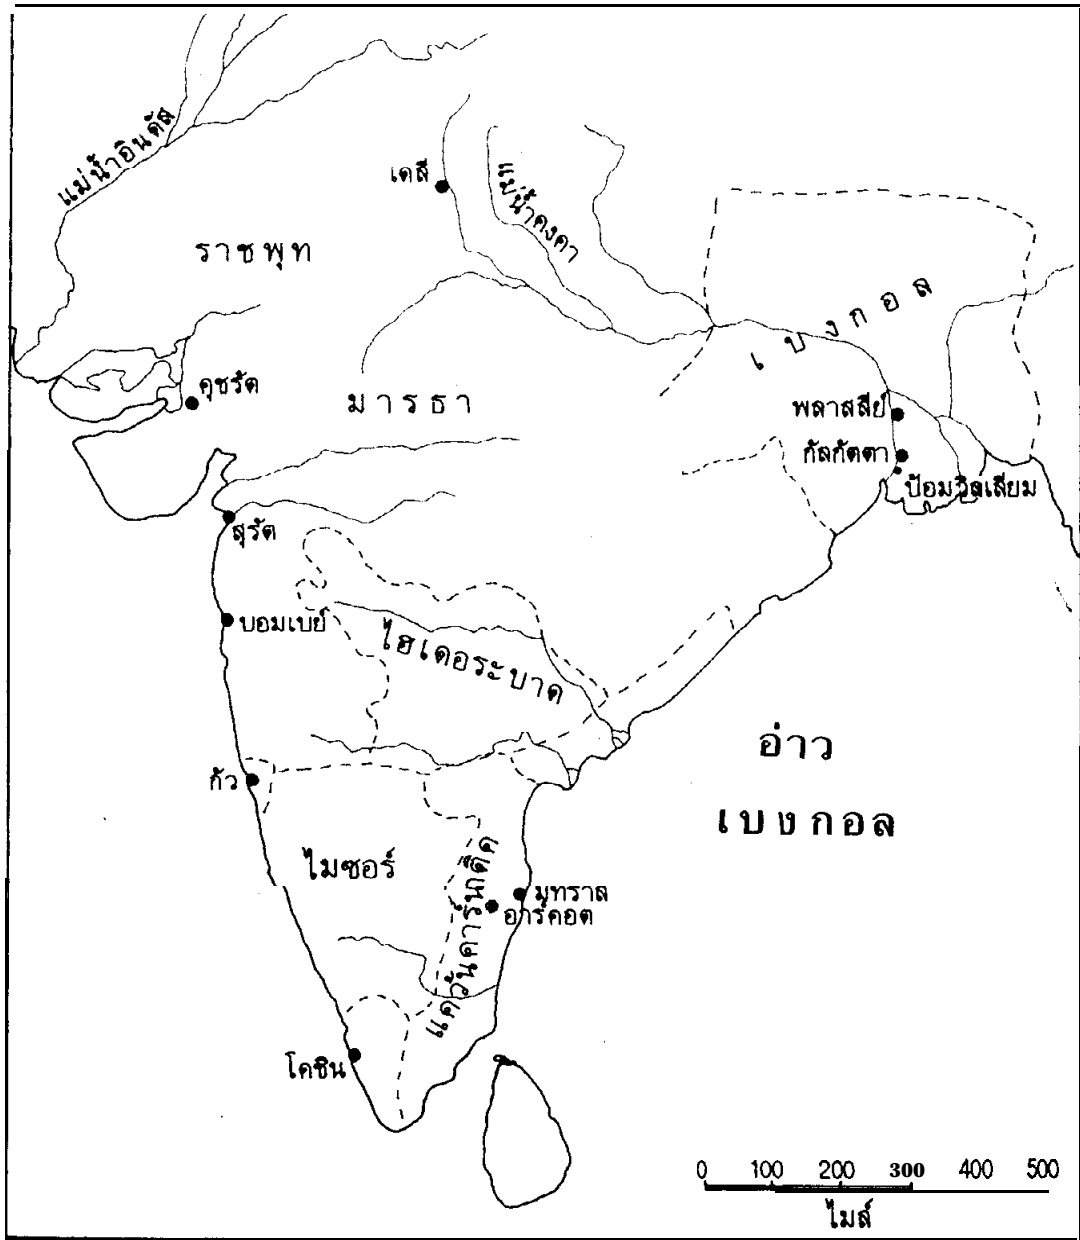 แม่น้ำอินดัส
เดลี
แม่น้ำคงคา
ราชพุท
เบงกอล
คุชรัต
มารธา
พลาสลีย์
กัลกัตตา
ป้อมวิลเลียม
สุรัต
บอมเบย์
ไฮเดอระบาด
อ่าว
เบงกอล
กัว
ไมซอร์
แคว้นคาร์นาติค
มทราส
อาร์คอต
โคชิน
0 100 200 300 400 500
ไมล์